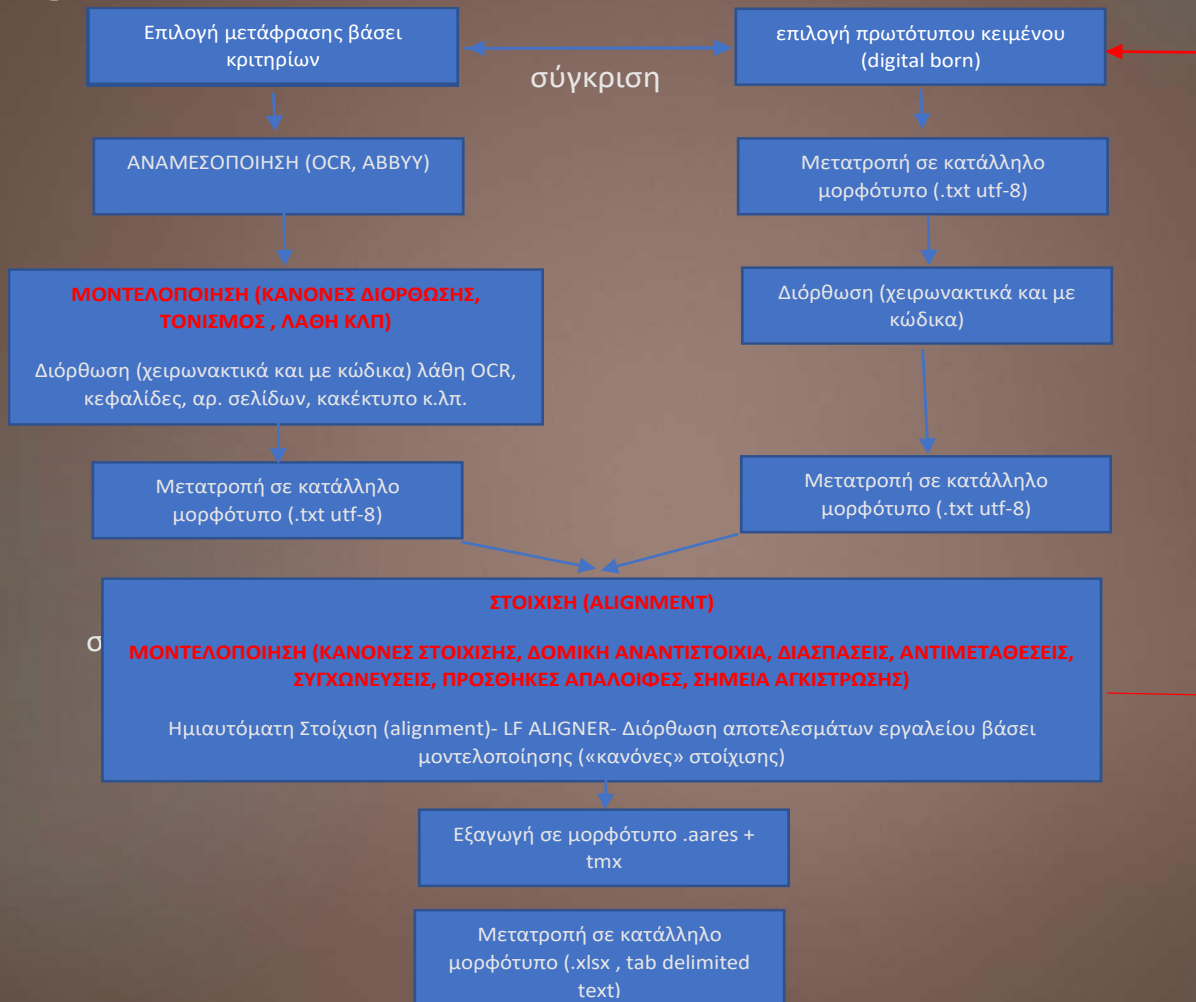 Επιλογή μετάφρασης βάσει
κριτηρίων
σύγκριση
επιλογή πρωτότυπου κειμένου
(digital born)
ΑΝΑΜΕΣΟΠΟΙΗΣΗ (OCR, ABBYY)
Μετατροπή σε κατάλληλο
μορφότυπο (.txt utf-8)
ΜΟΝΤΕΛΟΠΟΙΗΣΗ (ΚΑΝΟΝΕΣ ΔΙΟΡΘΩΣΗΣ,
ΤΟΝΙΣΜΟΣ , ΛΑΘΗ ΚΛΠ)
Διόρθωση (χειρωνακτικά και με κώδικα) λάθη OCR,
κεφαλίδες, αρ. σελίδων, κακέκτυπο κ.λπ.
Διόρθωση (χειρωνακτικά και με
κώδικα)
Μετατροπή σε κατάλληλο
μορφότυπο (.txt utf-8)
Μετατροπή σε κατάλληλο
μορφότυπο (.txt utf-8)
σ
ΣΤΟΙΧΙΣΗ (ALIGNMENT)
ΜΟΝΤΕΛΟΠΟΙΗΣΗ (ΚΑΝΟΝΕΣ ΣΤΟΙΧΙΣΗΣ, ΔΟΜΙΚΗ ΑΝΑΝΤΙΣΤΟΙΧΙΑ, ΔΙΑΣΠΑΣΕΙΣ, ΑΝΤΙΜΕΤΑΘΕΣΕΙΣ,
ΣΥΓΧΩΝΕΥΣΕΙΣ, ΠΡΟΣΘΗΚΕΣ ΑΠΑΛΟΙΦΕΣ, ΣΗΜΕΙΑ ΑΓΚΙΣΤΡΩΣΗΣ)
Ημιαυτόματη Στοίχιση (alignment)- LF ALIGNER- Διόρθωση αποτελεσμάτων εργαλείου βάσει
μοντελοποίησης («κανόνες» στοίχισης)
Εξαγωγή σε μορφότυπο .aares +
tmx
Μετατροπή σε κατάλληλο
μορφότυπο (.xlsx , tab delimited
text)